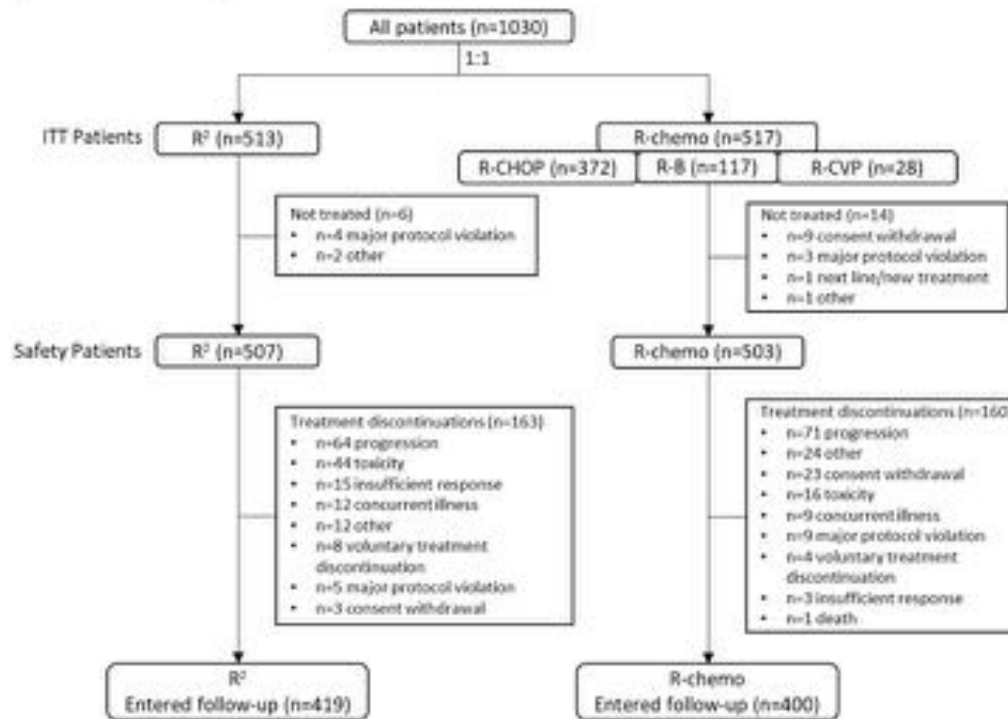 All patients (n=1030)
1:1
ITT Patients
R² (n=513)
R-chemo (n=517)
R-CHOP (n=372)
R-B (n=117)
R-CVP (n=28)
Not treated (n=6)
• n=4 major protocol violation
• n=2 other
Not treated (n=14)
• n=9 consent withdrawal
• n=3 major protocol violation
• n=1 next line/new treatment
• n=1 other
Safety Patients
R² (n=507)
R-chemo (n=503)
Treatment discontinuations (n=163)
• n=64 progression
• n=44 toxicity
• n=15 insufficient response
• n=12 concurrent illness
• n=12 other
• n=8 voluntary treatment
discontinuation
• n=5 major protocol violation
• n=3 consent withdrawal
Treatment discontinuations (n=160
• n=71 progression
• n=24 other
• n=23 consent withdrawal
• n=16 toxicity
• n=9 concurrent illness
• n=9 major protocol violation
• n=4 voluntary treatment
discontinuation
• n=3 insufficient response
• n=1 death
R²
Entered follow-up (n=419)
R-chemo
Entered follow-up (n=400)